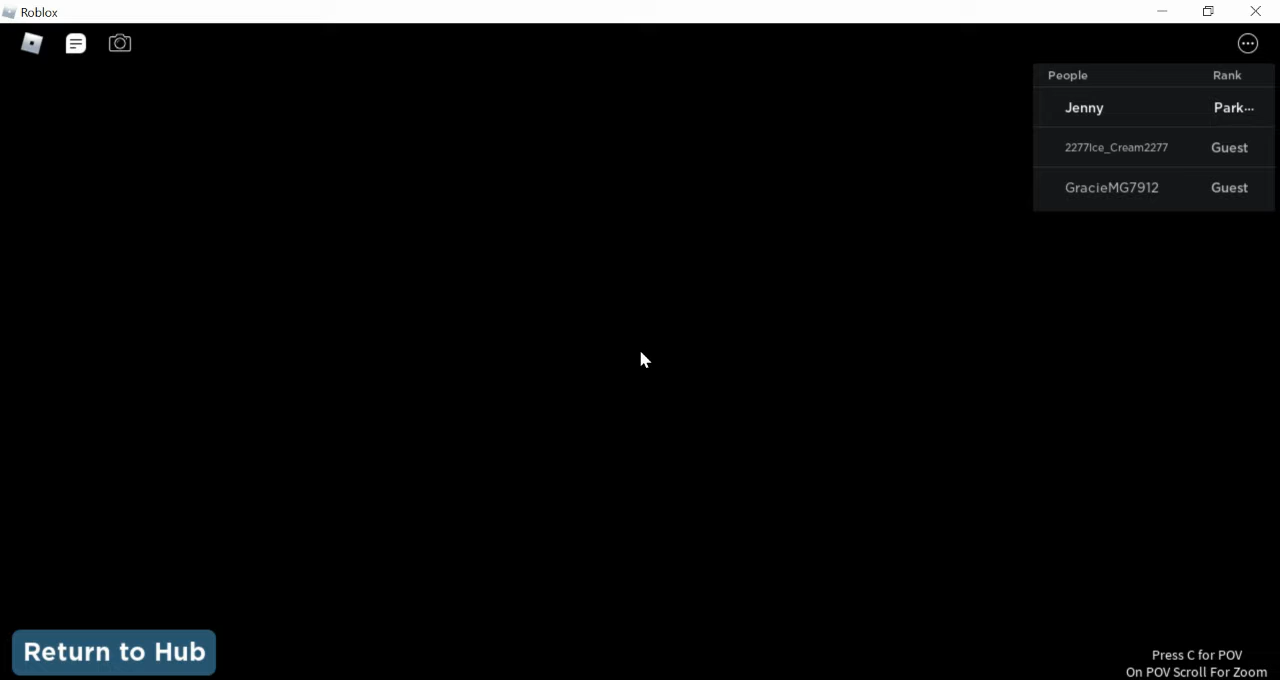 Roblox
People Rank
Jenny Park...
2277Ice_Cream2277 Guest
GracieMG7912 Guest
Return to Hub
Press C for POV
On POV Scroll For Zoom